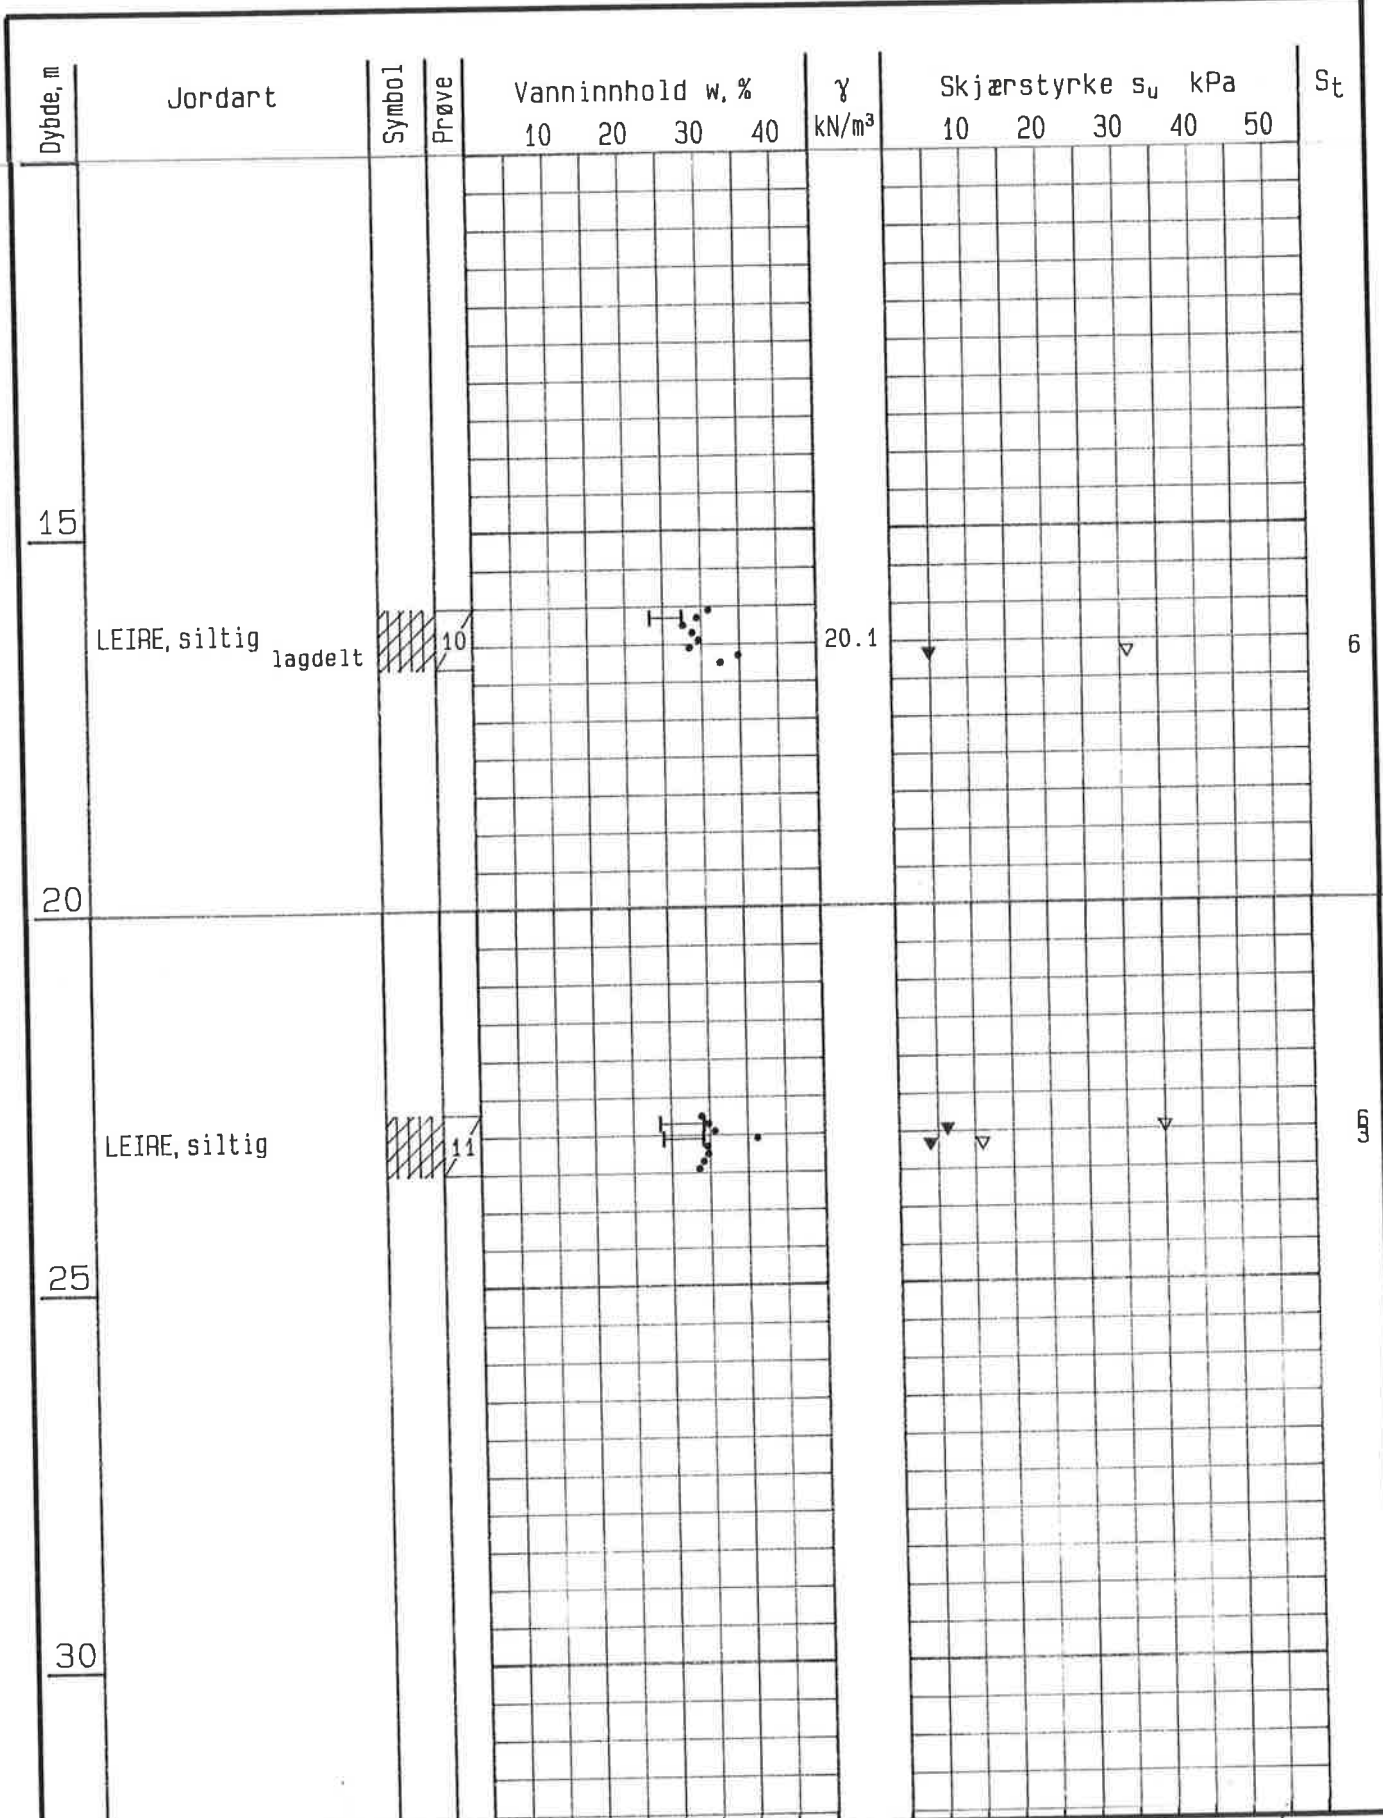 Dybde, m Jordart Symbol Prøve Vanninnhold w, % γ Skjærstyrke su kPa St
10 20 30 40 kN/m³ 10 20 30 40 50
15
LEIRE, siltig 10 20.1 6
lagdelt
20
LEIRE, siltig 11 6
3
25
30